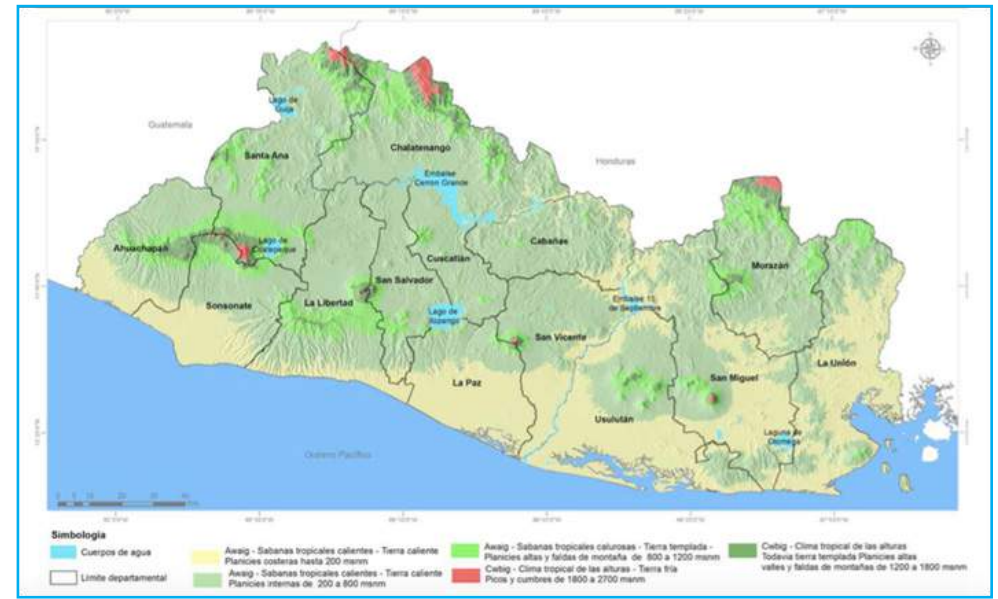 Guatemala
Honduras
Lago de
Guija
Santa Ana
Chalatenango
Embalse
Cerron Grande
Ahuachapán
Lago de
Coatepeque
Cabañas
Cuscatlán
Morazán
San Salvador
Sonsonate
La Libertad
Lago de
Ilopango
Embalse 15
de Septiembre
San Vicente
La Unión
La Paz
San Miguel
Usulután
Laguna de
Olomega
Océano Pacífico
Simbología
Cuerpos de agua
Límite departamental
Awaig - Sabanas tropicales calientes - Tierra caliente
Planicies costeras hasta 200 msnm
Awaig - Sabanas tropicales calientes - Tierra caliente
Planicies internas de 200 a 800 msnm
Awaig - Sabanas tropicales calurosas - Tierra templada -
Planicies altas y faldas de montaña de 800 a 1200 msnm
Cwbig - Clima tropical de las alturas - Tierra fría
Picos y cumbres de 1800 a 2700 msnm
Cwbig - Clima tropical de las alturas
Todavía tierra templada Planicies altas
valles y faldas de montañas de 1200 a 1800 msnm